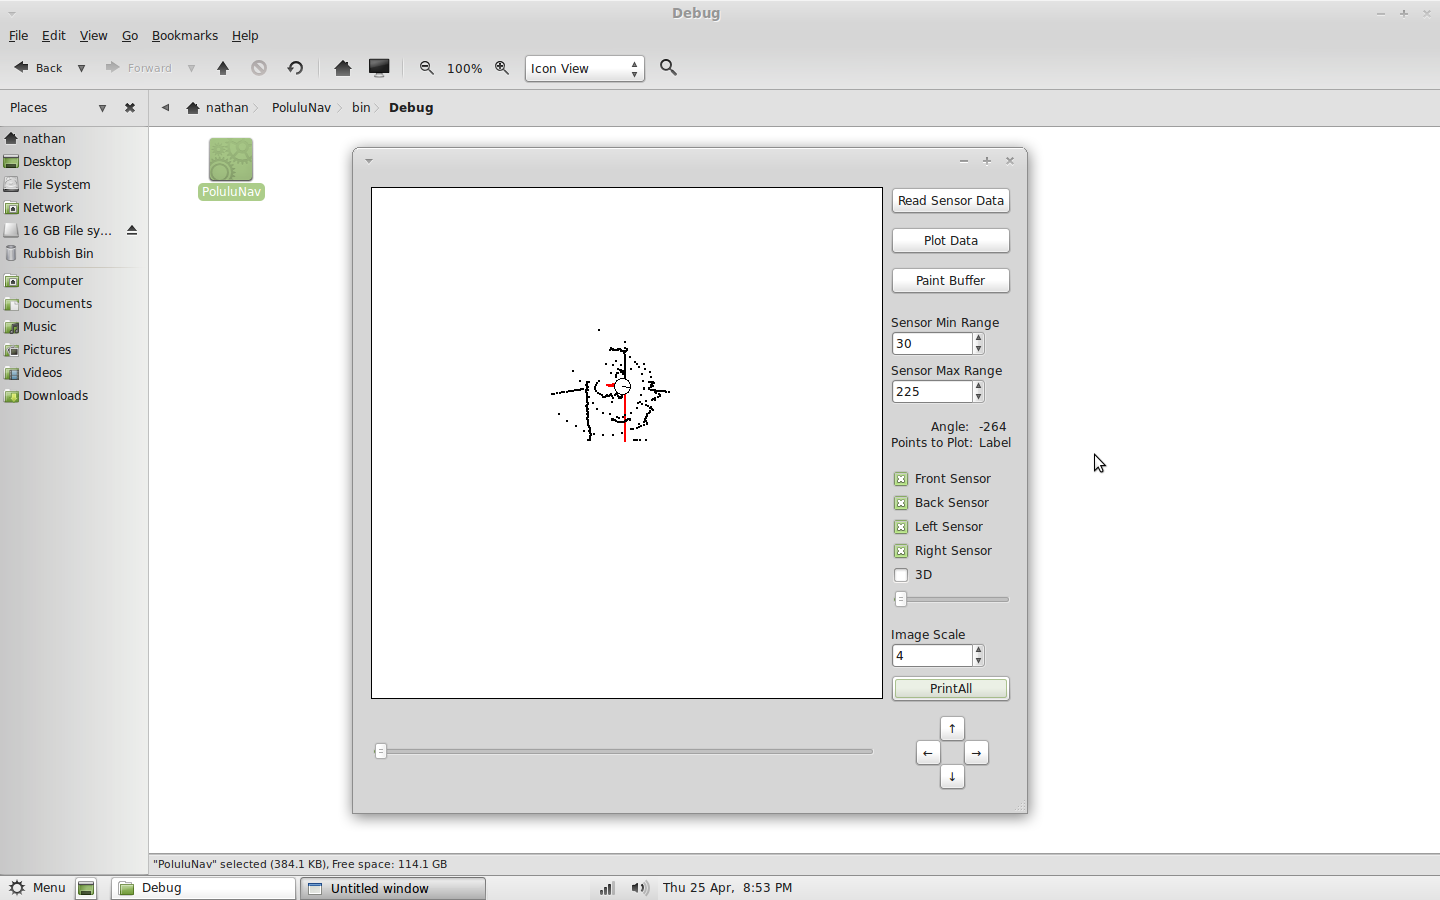 Debug
File Edit View Go Bookmarks Help
Back Forward 100% Icon View
Places nathan PoluluNav bin Debug
nathan
Desktop
File System
Network
16 GB File sy...
Rubbish Bin
Computer
Documents
Music
Pictures
Videos
Downloads
PoluluNav
Read Sensor Data
Plot Data
Paint Buffer
Sensor Min Range
30
Sensor Max Range
225
Angle: -264
Points to Plot: Label
Front Sensor
Back Sensor
Left Sensor
Right Sensor
3D
Image Scale
4
PrintAll
"PoluluNav" selected (384.1 KB), Free space: 114.1 GB
Menu Debug Untitled window Thu 25 Apr, 8:53 PM